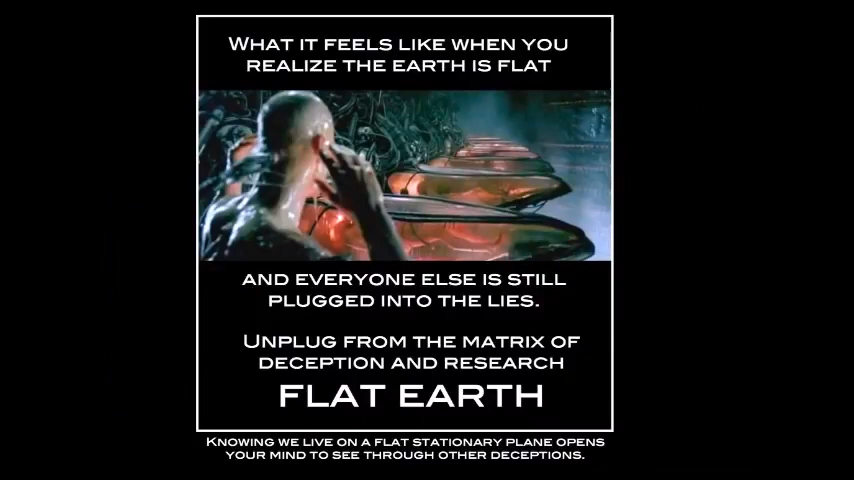 What it feels like when you
realize the earth is flat
and everyone else is still
plugged into the lies.
Unplug from the matrix of
deception and research
FLAT EARTH
Knowing we live on a flat stationary plane opens
your mind to see through other deceptions.